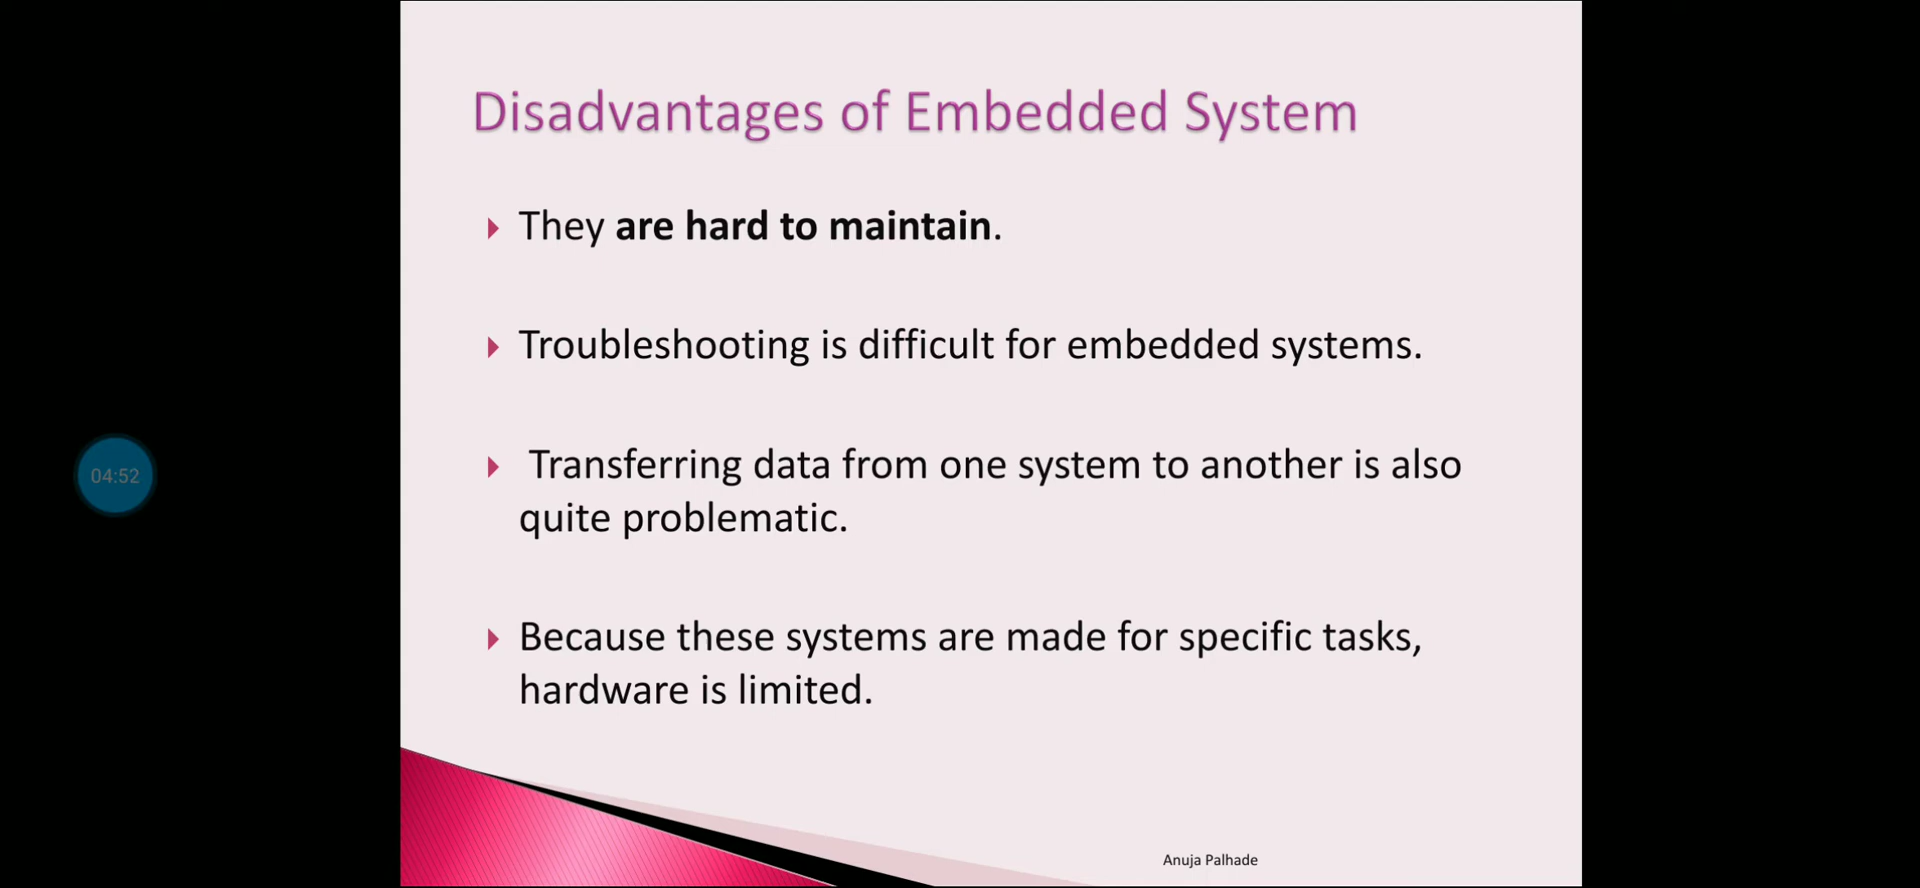 Disadvantages of Embedded System
They are hard to maintain.
Troubleshooting is difficult for embedded systems.
Transferring data from one system to another is also
quite problematic.
04:52
Because these systems are made for specific tasks,
hardware is limited.
Anuja Palhade